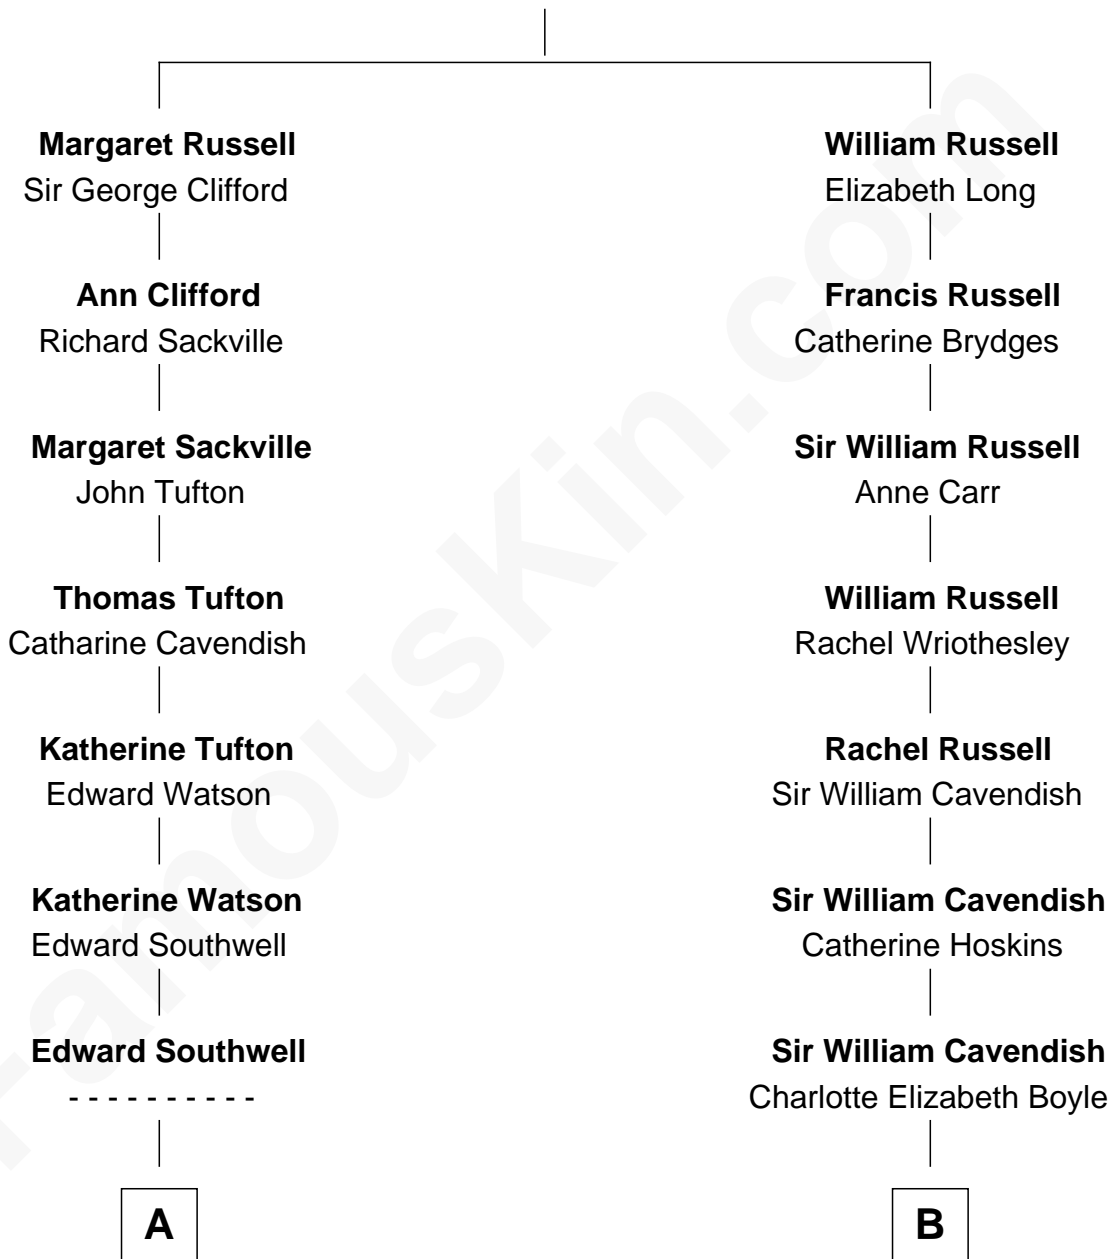 Margaret Russell
Sir George Clifford
Ann Clifford
Richard Sackville
Margaret Sackville
John Tufton
Thomas Tufton
Catharine Cavendish
Katherine Tufton
Edward Watson
Katherine Watson
Edward Southwell
Edward Southwell
- - - - - - - - - -
A
William Russell
Elizabeth Long
Francis Russell
Catherine Brydges
Sir William Russell
Anne Carr
William Russell
Rachel Wriothesley
Rachel Russell
Sir William Cavendish
Sir William Cavendish
Catherine Hoskins
Sir William Cavendish
Charlotte Elizabeth Boyle
B
FamousKin.com